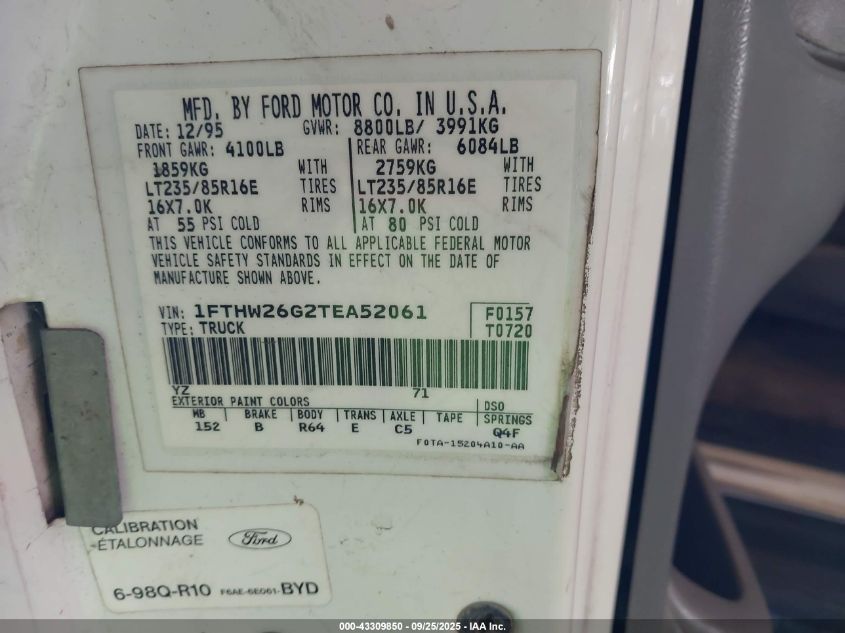 MFD. BY FORD MOTOR CO. IN U.S.A.
DATE: 12/95 GVWR: 8800LB/ 3991KG
FRONT GAWR: 4100LB REAR GAWR: 6084LB
1859KG WITH 2759KG WITH
LT235/85R16E TIRES LT235/85R16E TIRES
16X7.0K RIMS 16X7.0K RIMS
AT 55 PSI COLD AT 80 PSI COLD
THIS VEHICLE CONFORMS TO ALL APPLICABLE FEDERAL MOTOR
VEHICLE SAFETY STANDARDS IN EFFECT ON THE DATE OF
MANUFACTURE SHOWN ABOVE.
VIN: 1FTHW26G2TEA52061 F0157
TYPE: TRUCK T0720
YZ 71
EXTERIOR PAINT COLORS DSO
WB BRAKE BODY TRANS AXLE TAPE SPRINGS
152 B R64 E C5 Q4F
F0TA-15204A10-AA
CALIBRATION
-ÉTALONNAGE Ford
6-98Q-R10 F6AE-6E061-BYD
000-43309850 - 09/25/2025 - IAA Inc.